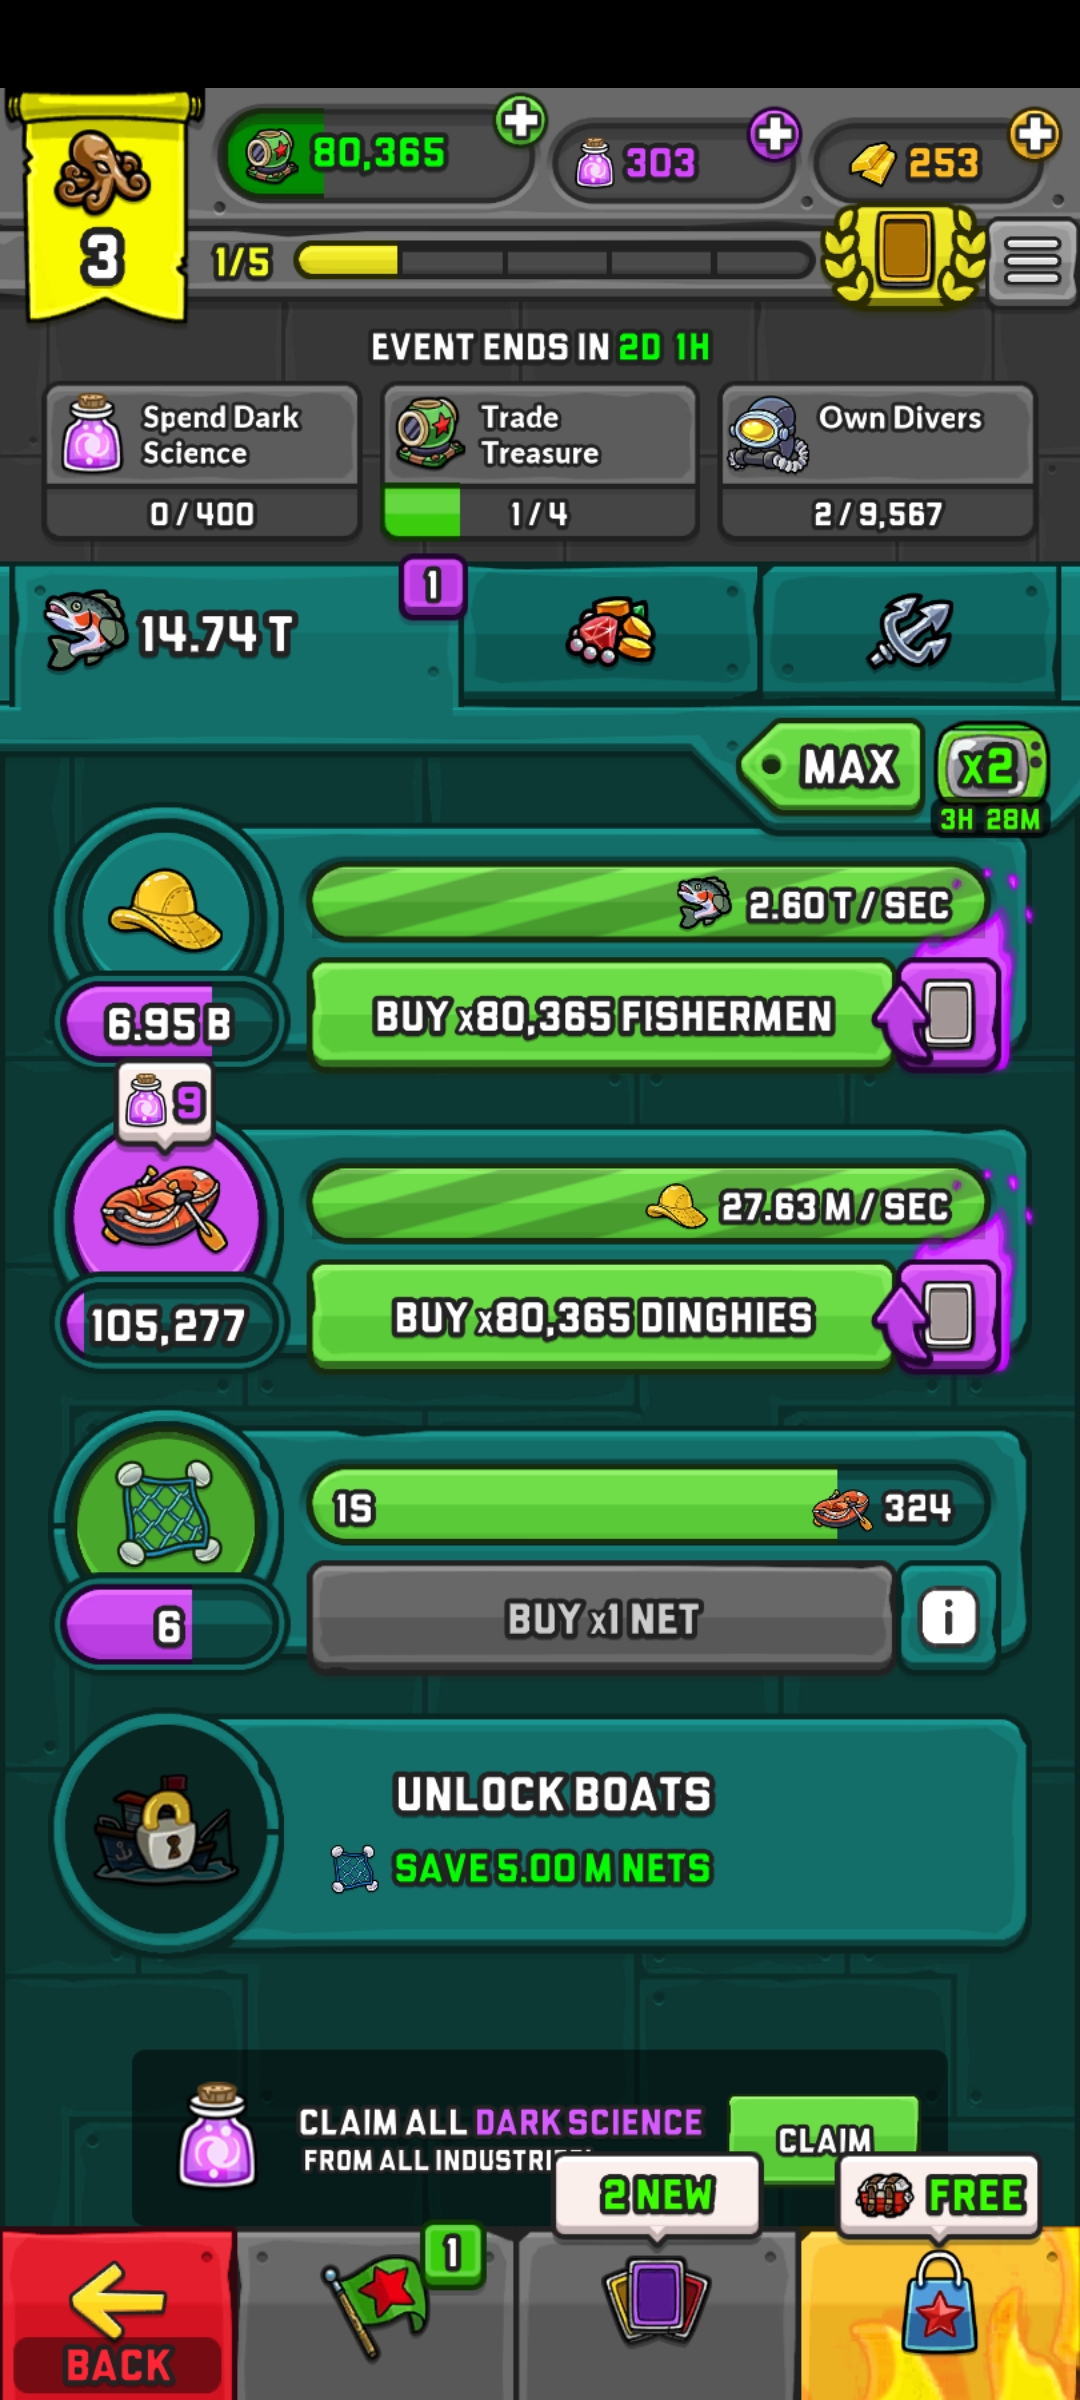 80,365
303
253
3
1/5
EVENT ENDS IN 2D 1H
Spend Dark
Science
0/400
Trade
Treasure
1/4
Own Divers
2/9,567
14.74 T
1
MAX
x2
3H 28M
2.60 T / SEC
BUY x80,365 FISHERMEN
6.95 B
9
27.63 M / SEC
BUY x80,365 DINGHIES
105,277
1S
324
BUY x1 NET
i
6
UNLOCK BOATS
SAVE 5.00 M NETS
CLAIM ALL DARK SCIENCE
FROM ALL
CLAIM
2 NEW
FREE
1
BACK